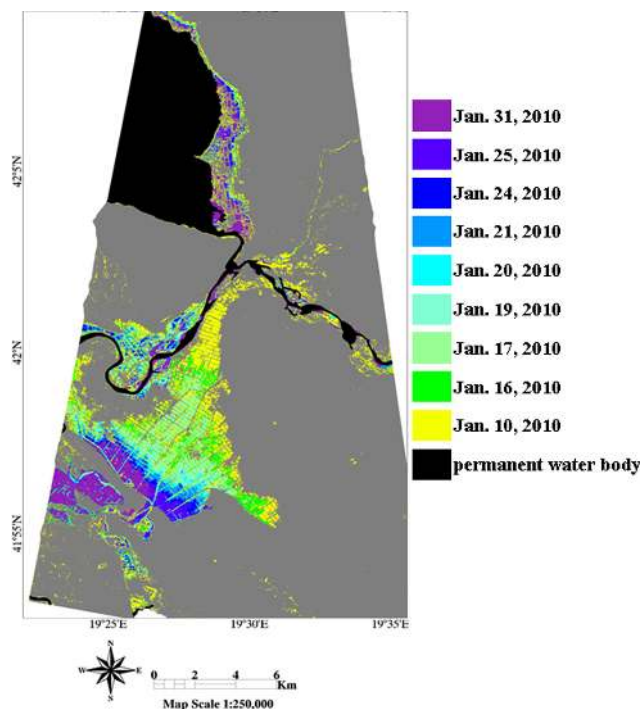 42°5'N
42°N
41°55'N
19°25'E
19°30'E
19°35'E
Jan. 31, 2010
Jan. 25, 2010
Jan. 24, 2010
Jan. 21, 2010
Jan. 20, 2010
Jan. 19, 2010
Jan. 17, 2010
Jan. 16, 2010
Jan. 10, 2010
permanent water body
N
W E
S
0 2 4 6
Km
Map Scale 1:250,000